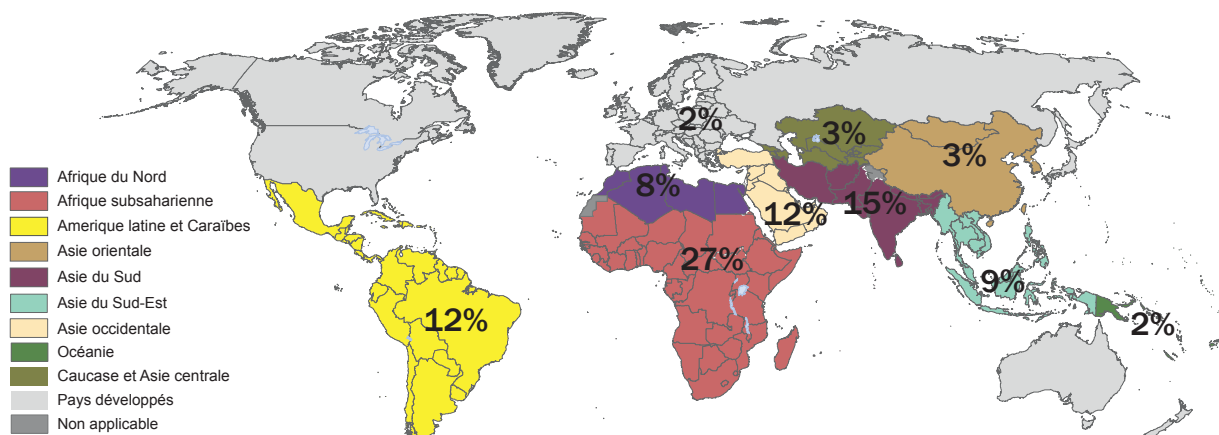 2%
3%
3%
8%
12%
15%
27%
9%
2%
12%
Afrique du Nord
Afrique subsaharienne
Amerique latine et Caraïbes
Asie orientale
Asie du Sud
Asie du Sud-Est
Asie occidentale
Océanie
Caucase et Asie centrale
Pays développés
Non applicable